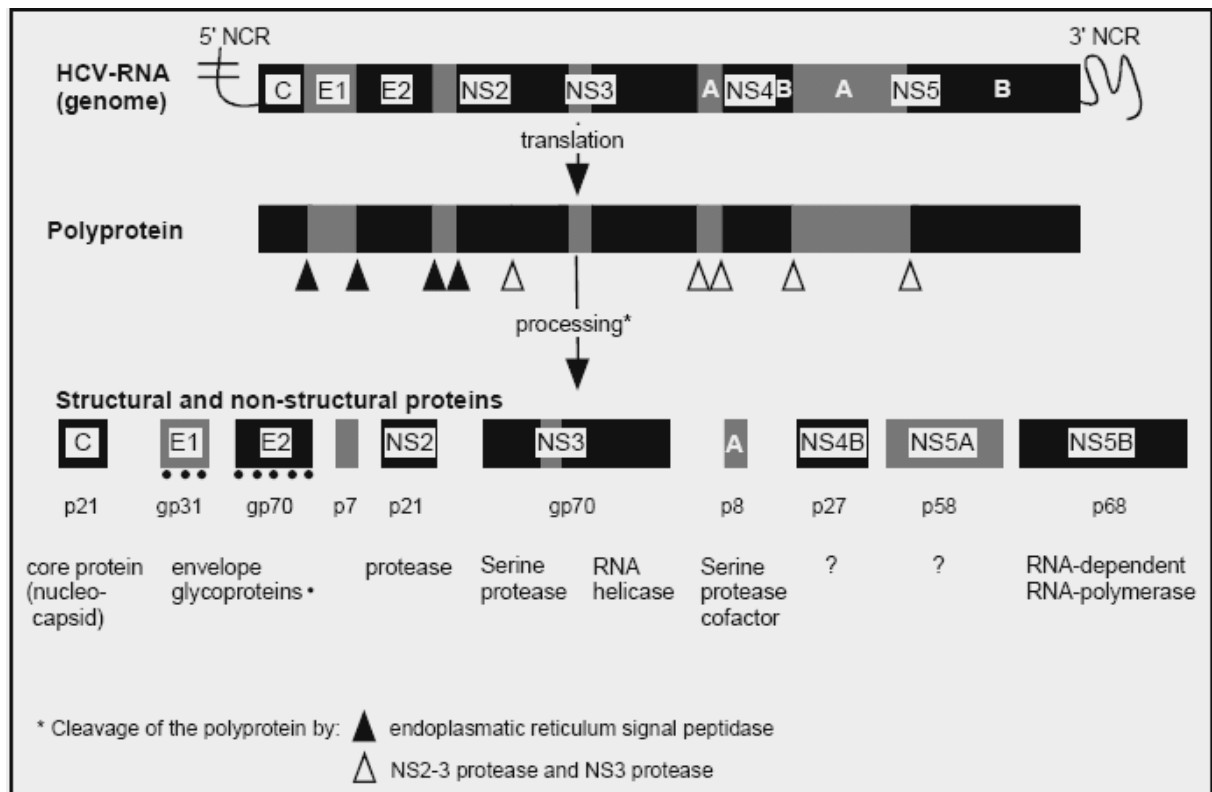 5' NCR
3' NCR
HCV-RNA
(genome)
C E1 E2 NS2 NS3 A NS4 B A NS5 B
translation
Polyprotein
processing*
Structural and non-structural proteins
C E1 E2 NS2 NS3 A NS4B NS5A NS5B
p21 gp31 gp70 p7 p21 gp70 p8 p27 p58 p68
core protein
(nucleo-
capsid)
envelope
glycoproteins •
protease
Serine
protease
RNA
helicase
Serine
protease
cofactor
?
?
RNA-dependent
RNA-polymerase
* Cleavage of the polyprotein by: endoplasmatic reticulum signal peptidase
NS2-3 protease and NS3 protease